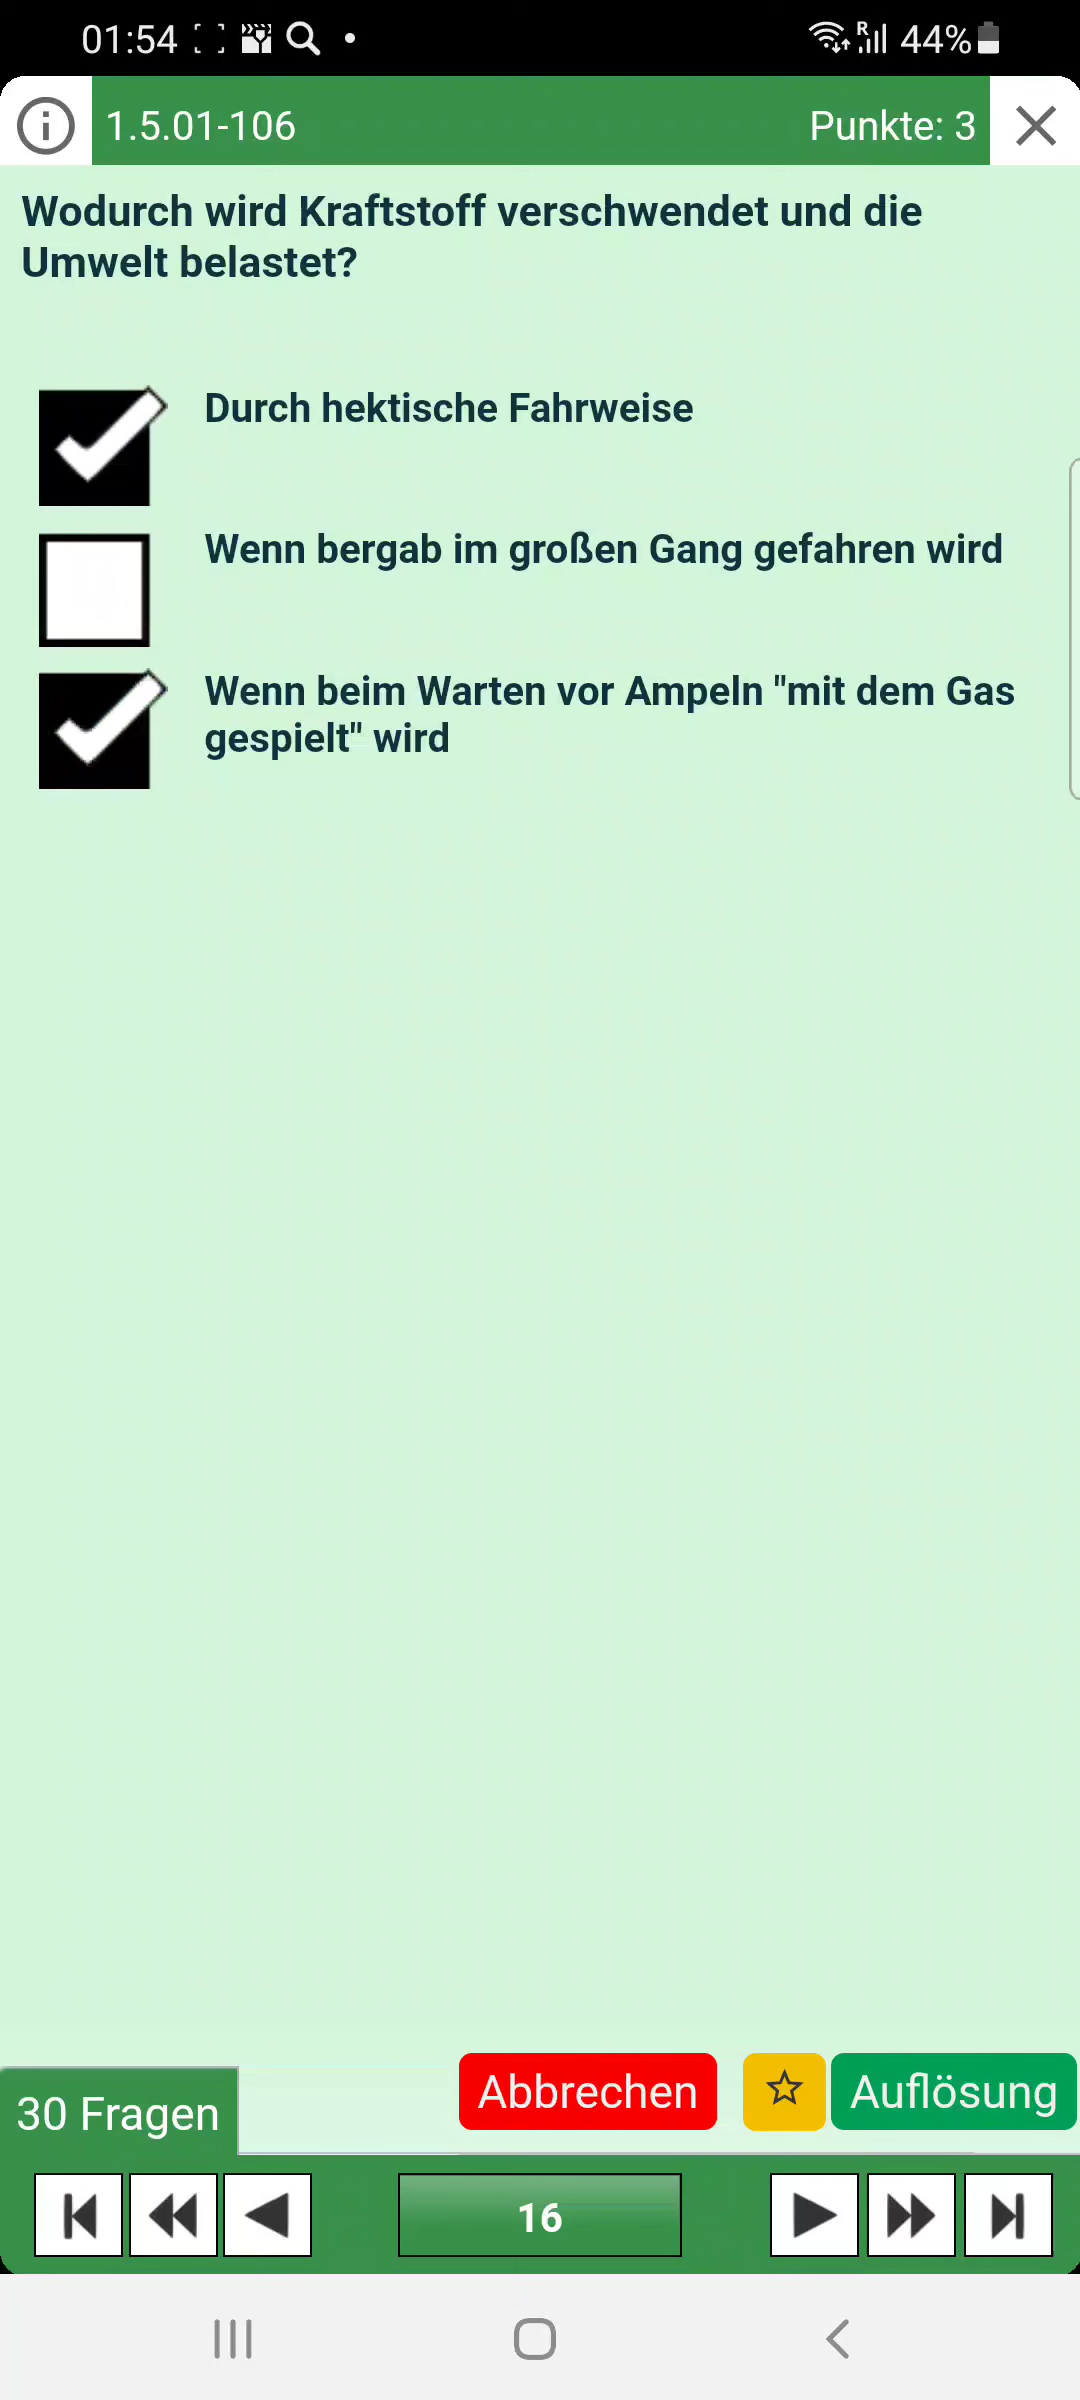 01:54
R
44%
1.5.01-106
Punkte: 3
Wodurch wird Kraftstoff verschwendet und die
Umwelt belastet?
Durch hektische Fahrweise
Wenn bergab im großen Gang gefahren wird
Wenn beim Warten vor Ampeln "mit dem Gas
gespielt" wird
30 Fragen
Abbrechen
Auflösung
16